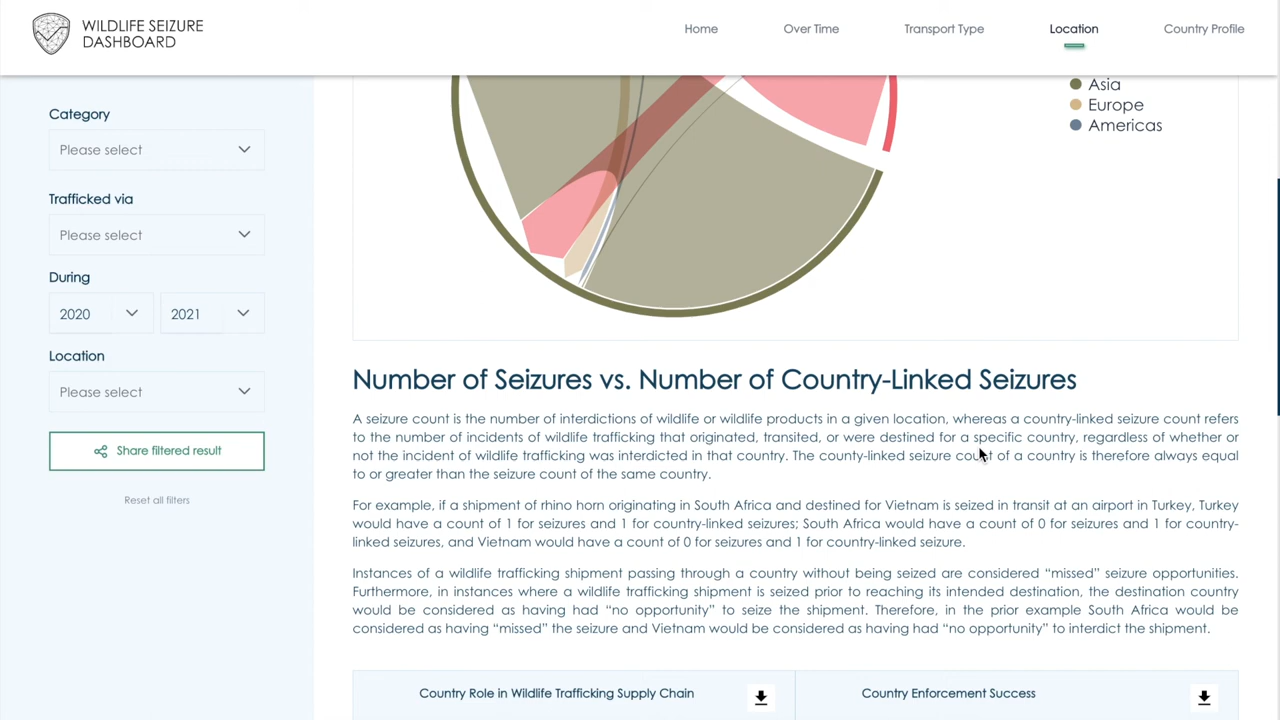 WILDLIFE SEIZURE
DASHBOARD
Home
Over Time
Transport Type
Location
Country Profile
Category
Please select
Trafficked via
Please select
During
2020
2021
Location
Please select
Share filtered result
Reset all filters
Asia
Europe
Americas
Number of Seizures vs. Number of Country-Linked Seizures
A seizure count is the number of interdictions of wildlife or wildlife products in a given location, whereas a country-linked seizure count refers
to the number of incidents of wildlife trafficking that originated, transited, or were destined for a specific country, regardless of whether or
not the incident of wildlife trafficking was interdicted in that country. The county-linked seizure count of a country is therefore always equal
to or greater than the seizure count of the same country.
For example, if a shipment of rhino horn originating in South Africa and destined for Vietnam is seized in transit at an airport in Turkey, Turkey
would have a count of 1 for seizures and 1 for country-linked seizures; South Africa would have a count of 0 for seizures and 1 for country-
linked seizures, and Vietnam would have a count of 0 for seizures and 1 for country-linked seizure.
Instances of a wildlife trafficking shipment passing through a country without being seized are considered “missed” seizure opportunities.
Furthermore, in instances where a wildlife trafficking shipment is seized prior to reaching its intended destination, the destination country
would be considered as having had “no opportunity” to seize the shipment. Therefore, in the prior example South Africa would be
considered as having “missed” the seizure and Vietnam would be considered as having had “no opportunity” to interdict the shipment.
Country Role in Wildlife Trafficking Supply Chain
Country Enforcement Success